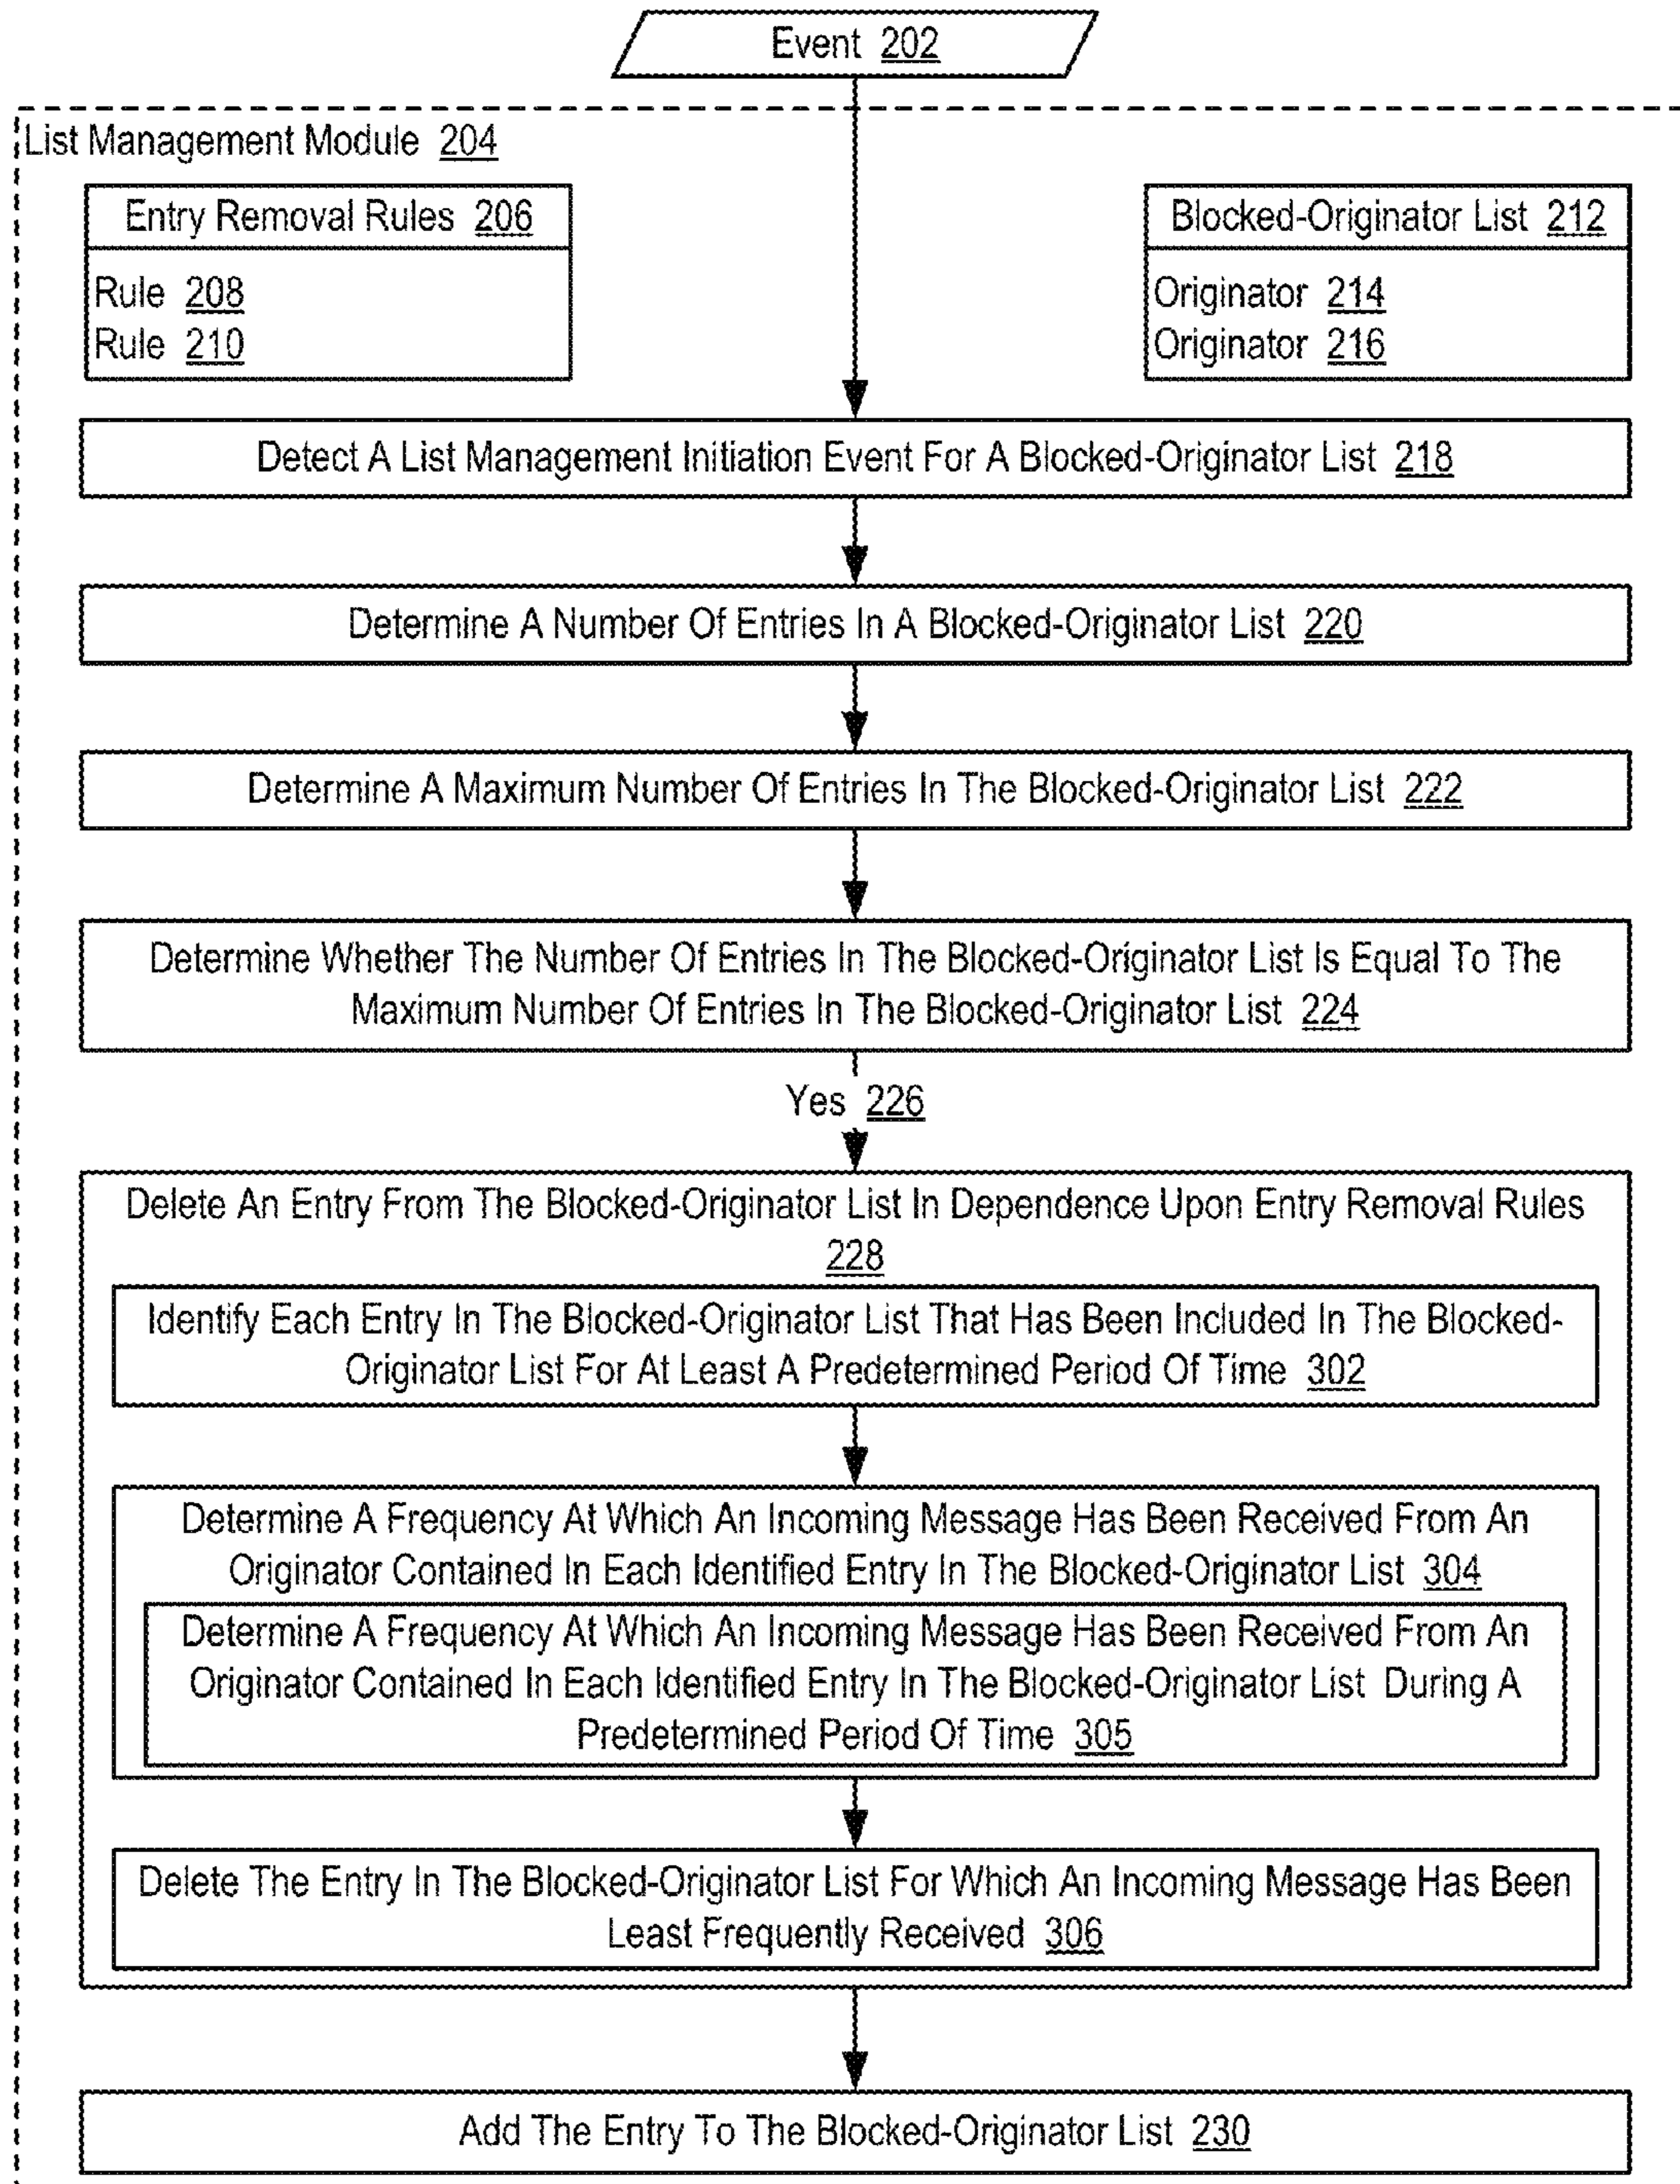 Event 202
List Management Module 204
Entry Removal Rules 206
Rule 208
Rule 210
Blocked-Originator List 212
Originator 214
Originator 216
Detect A List Management Initiation Event For A Blocked-Originator List 218
Determine A Number Of Entries In A Blocked-Originator List 220
Determine A Maximum Number Of Entries In The Blocked-Originator List 222
Determine Whether The Number Of Entries In The Blocked-Originator List Is Equal To The
Maximum Number Of Entries In The Blocked-Originator List 224
Yes 226
Delete An Entry From The Blocked-Originator List In Dependence Upon Entry Removal Rules
228
Identify Each Entry In The Blocked-Originator List That Has Been Included In The Blocked-
Originator List For At Least A Predetermined Period Of Time 302
Determine A Frequency At Which An Incoming Message Has Been Received From An
Originator Contained In Each Identified Entry In The Blocked-Originator List 304
Determine A Frequency At Which An Incoming Message Has Been Received From An
Originator Contained In Each Identified Entry In The Blocked-Originator List During A
Predetermined Period Of Time 305
Delete The Entry In The Blocked-Originator List For Which An Incoming Message Has Been
Least Frequently Received 306
Add The Entry To The Blocked-Originator List 230